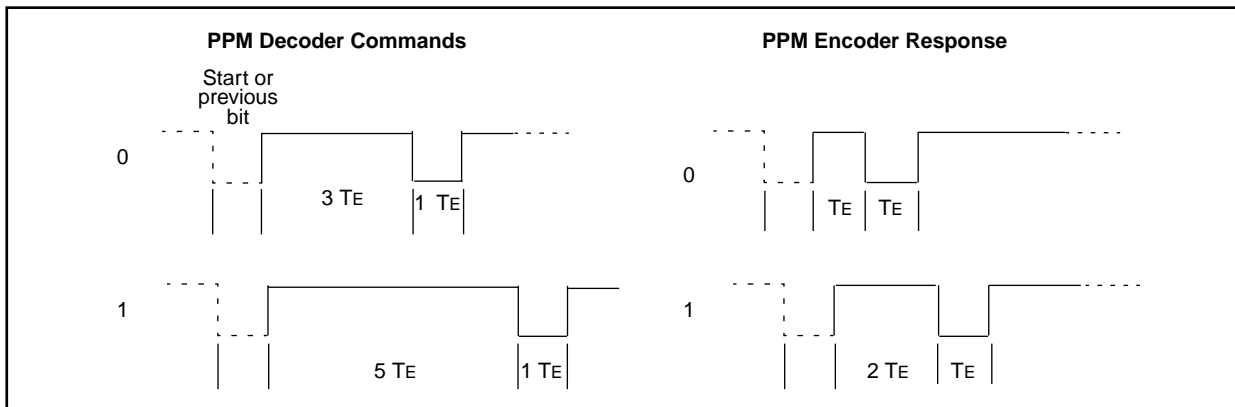 PPM Decoder Commands
PPM Encoder Response
Start or
previous
bit
0
3 TE
1 TE
0
TE
TE
1
5 TE
1 TE
1
2 TE
TE